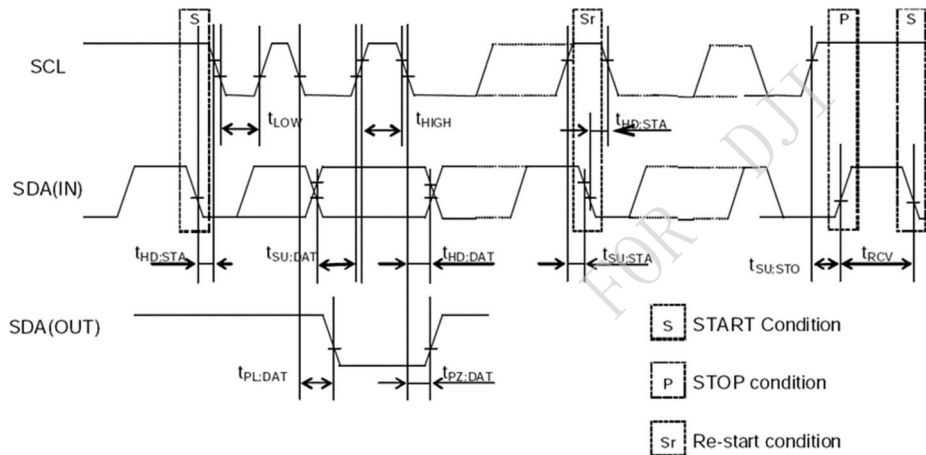 S Sr P S
SCL
tLOW tHIGH tHD;STA
SDA(IN)
tHD:STA tSU;DAT tHD;DAT tSU;STA tSU;STO tRCV
SDA(OUT)
tPL;DAT tPZ;DAT
S START Condition
P STOP condition
Sr Re-start condition
FOR DJI